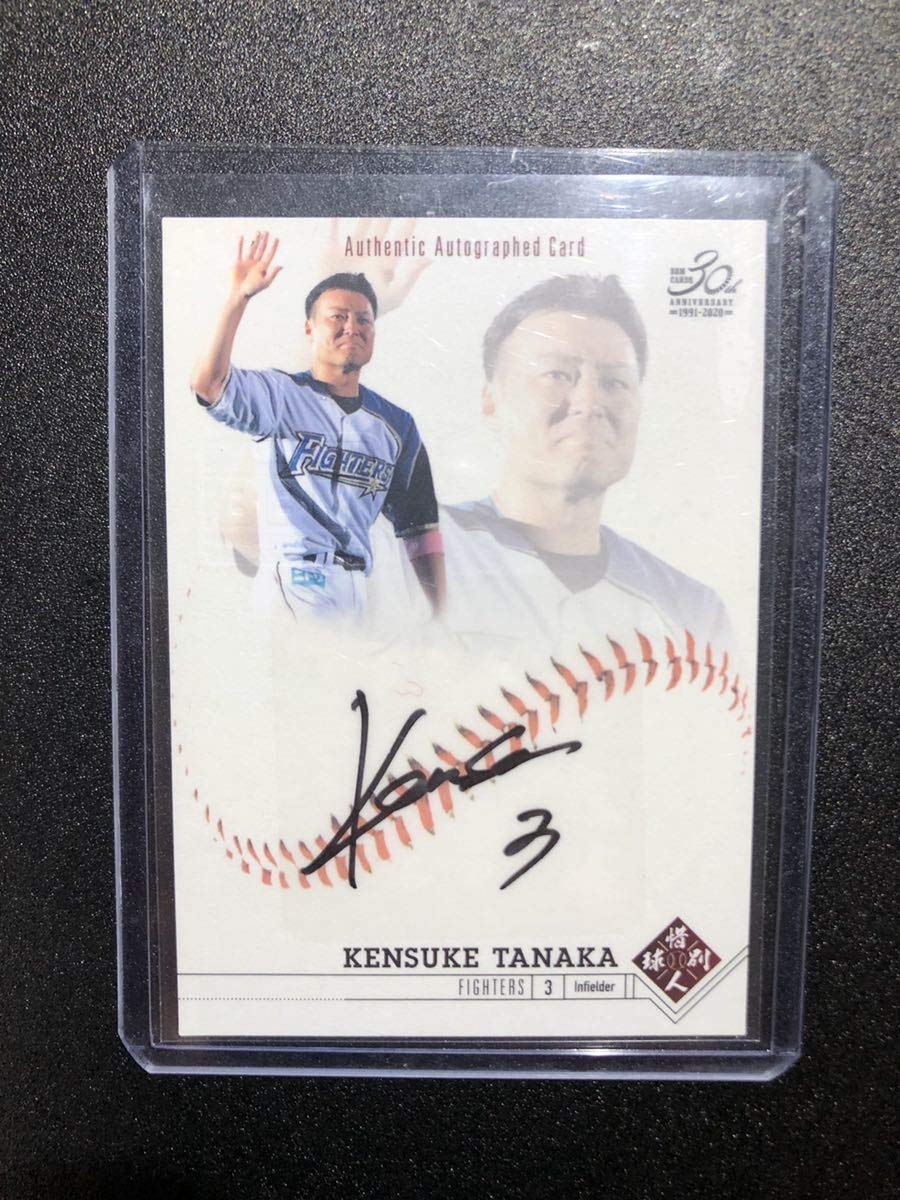 Authentic Autographed Card
BBM
CARDS
30th
ANNIVERSARY
1991-2020
FIGHTERS
3
KENSUKE TANAKA
惜別
球人
FIGHTERS 3 Infielder